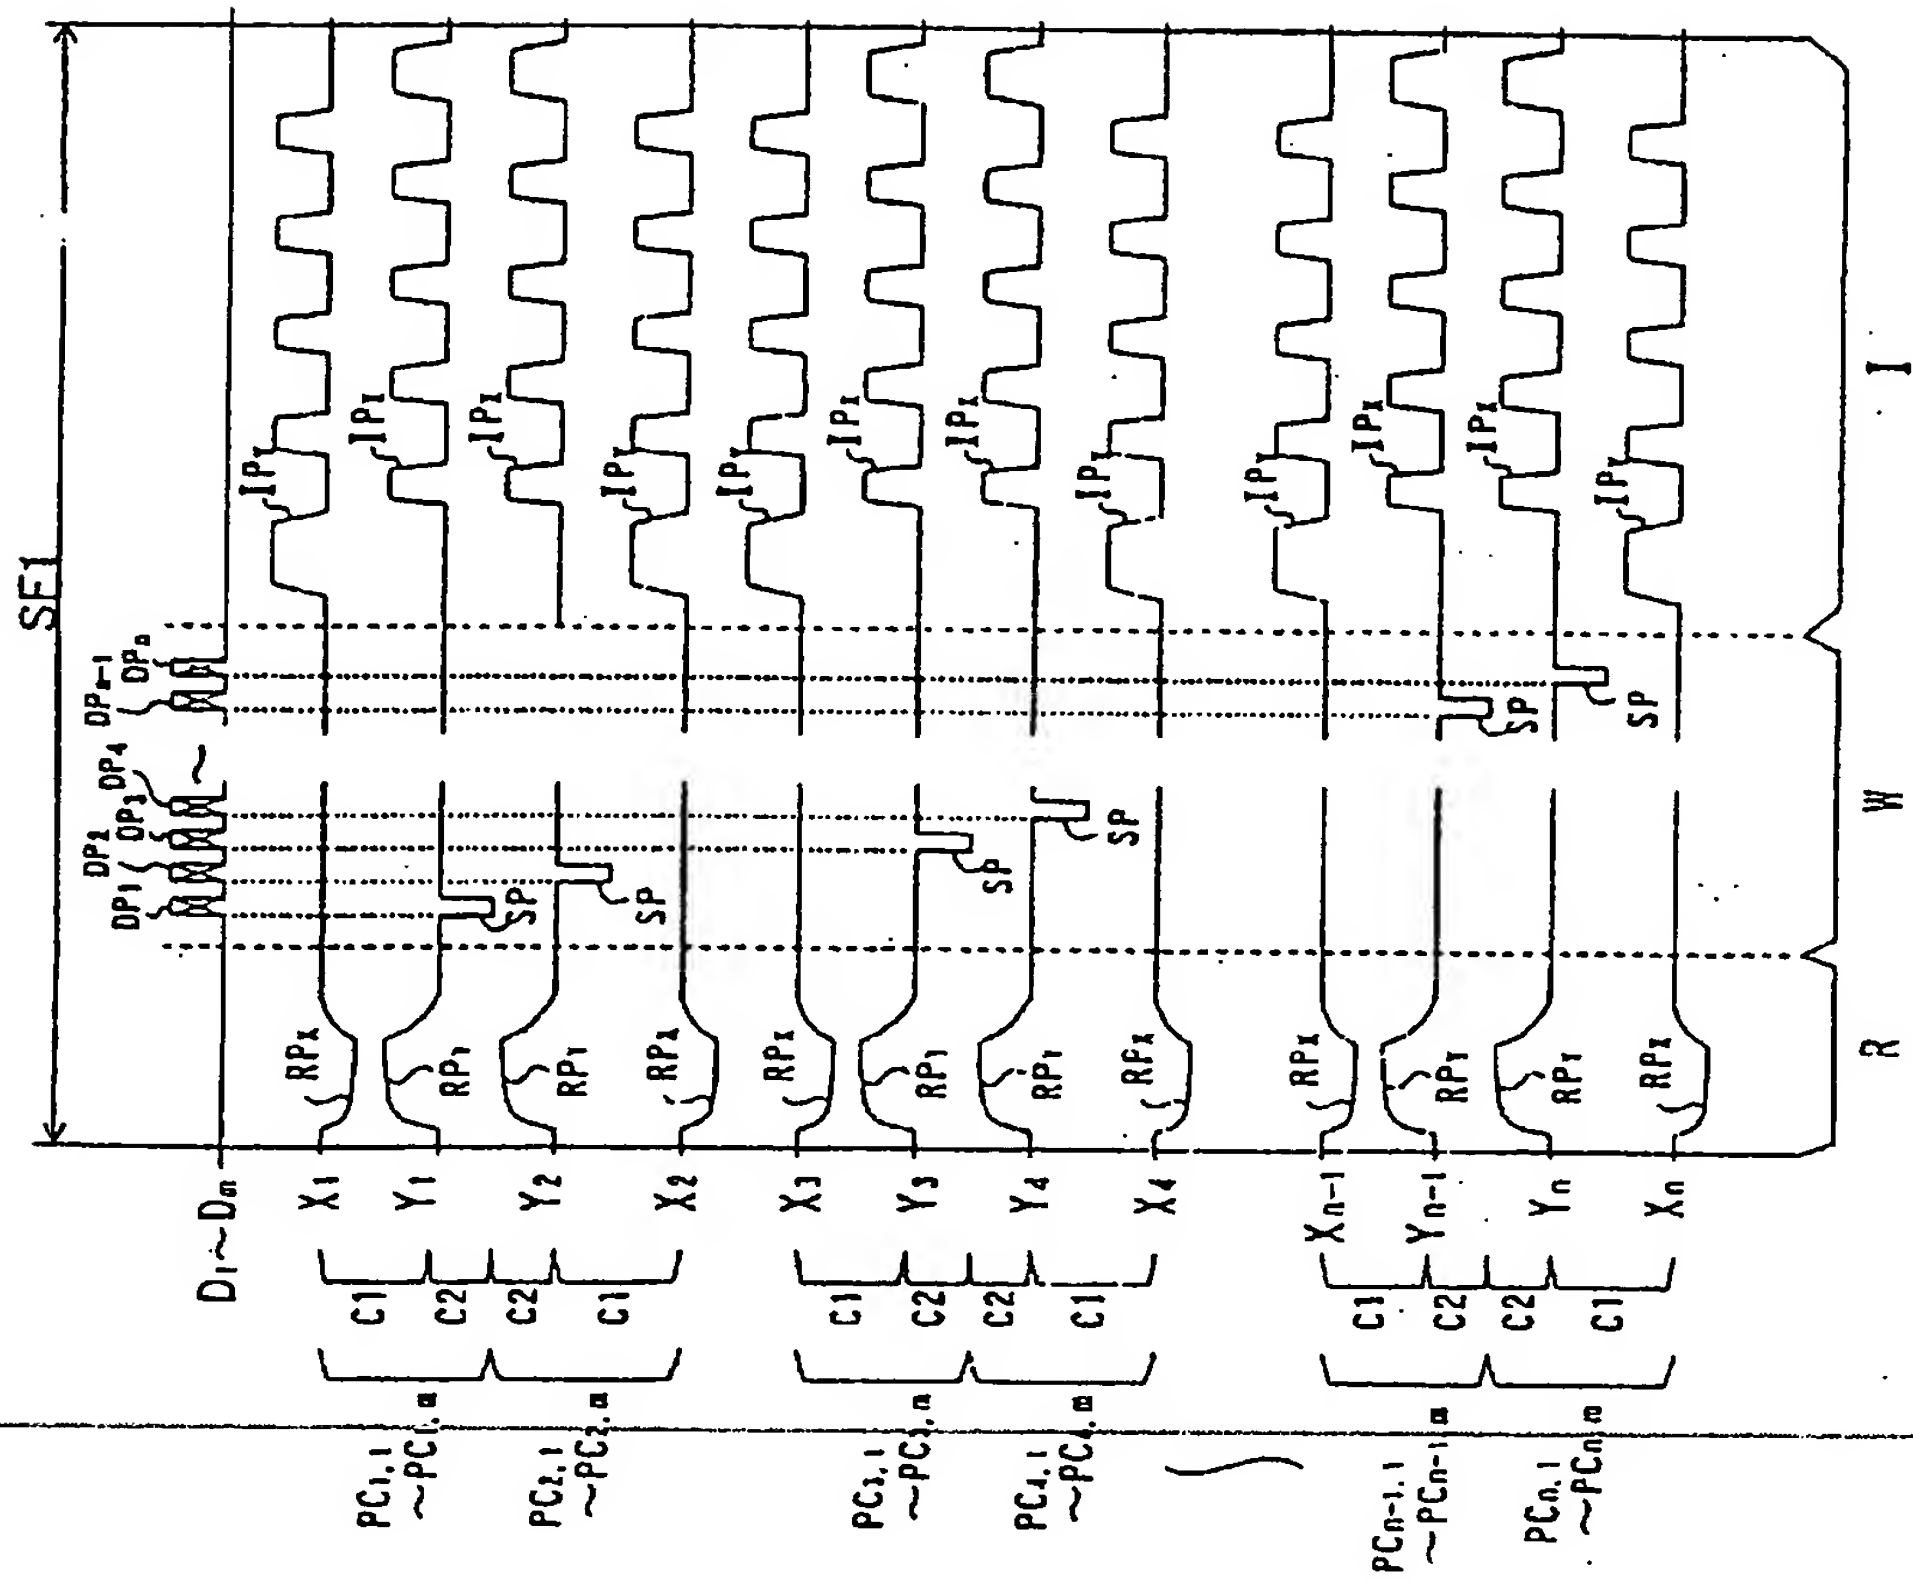 SF1
DP1 DP2 DP3 DP4 ~ DPn-1 DPn
D1~Dm
X1 RPX IPY
Y1 RPY SP IPX
Y2 RPY SP IPX
X2 RPX IPY
X3 RPX IPY
Y3 RPY SP IPX
Y4 RPY SP IPX
X4 RPX IPY
Xn-1 RPX IPY
Yn-1 RPY SP IPX
Yn RPY SP IPX
Xn RPX IPY
C1
C2
C2
C1
C1
C2
C2
C1
C1
C2
C2
C1
PC1,1
~PC1,m
PC2,1
~PC2,m
PC3,1
~PC3,m
PC4,1
~PC4,m
PCn-1,1
~PCn-1,m
PCn,1
~PCn,m
R W I